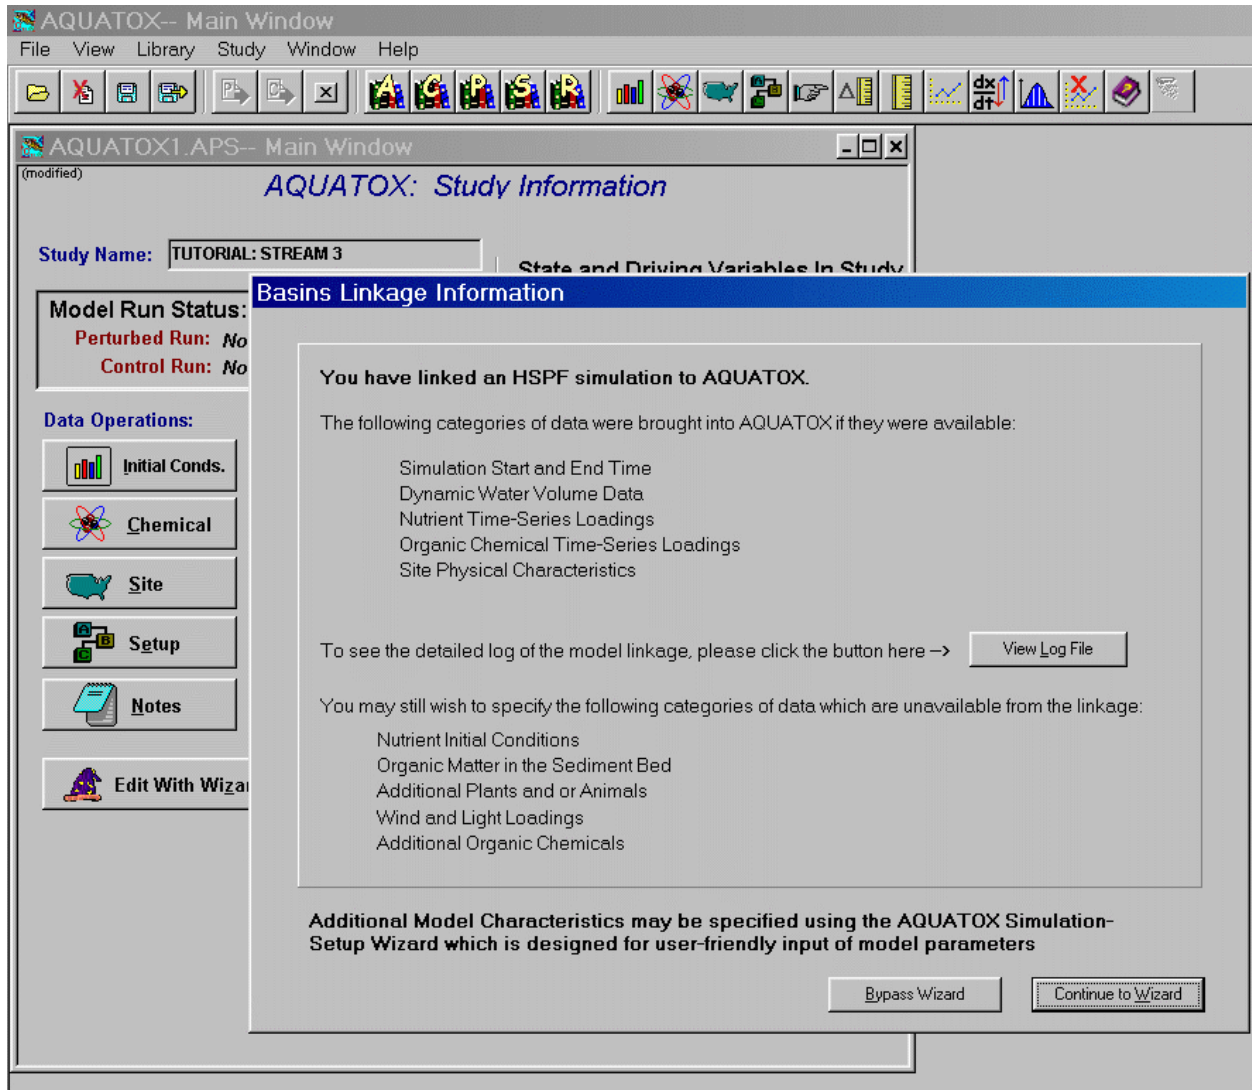 AQUATOX-- Main Window
File View Library Study Window Help
P C A C P S R dx dt
AQUATOX1.APS-- Main Window
(modified)
AQUATOX: Study Information
Study Name: TUTORIAL: STREAM 3
State and Driving Variables In Study
Basins Linkage Information
Model Run Status:
Perturbed Run: No
Control Run: No
You have linked an HSPF simulation to AQUATOX.
The following categories of data were brought into AQUATOX if they were available:
Data Operations:
Initial Conds.
Simulation Start and End Time
Dynamic Water Volume Data
Nutrient Time-Series Loadings
Organic Chemical Time-Series Loadings
Site Physical Characteristics
Chemical
Site
A B C
Setup
To see the detailed log of the model linkage, please click the button here --> View Log File
Notes
You may still wish to specify the following categories of data which are unavailable from the linkage:
Nutrient Initial Conditions
Organic Matter in the Sediment Bed
Additional Plants and or Animals
Wind and Light Loadings
Additional Organic Chemicals
Edit With Wiza
Additional Model Characteristics may be specified using the AQUATOX Simulation-
Setup Wizard which is designed for user-friendly input of model parameters
Bypass Wizard Continue to Wizard